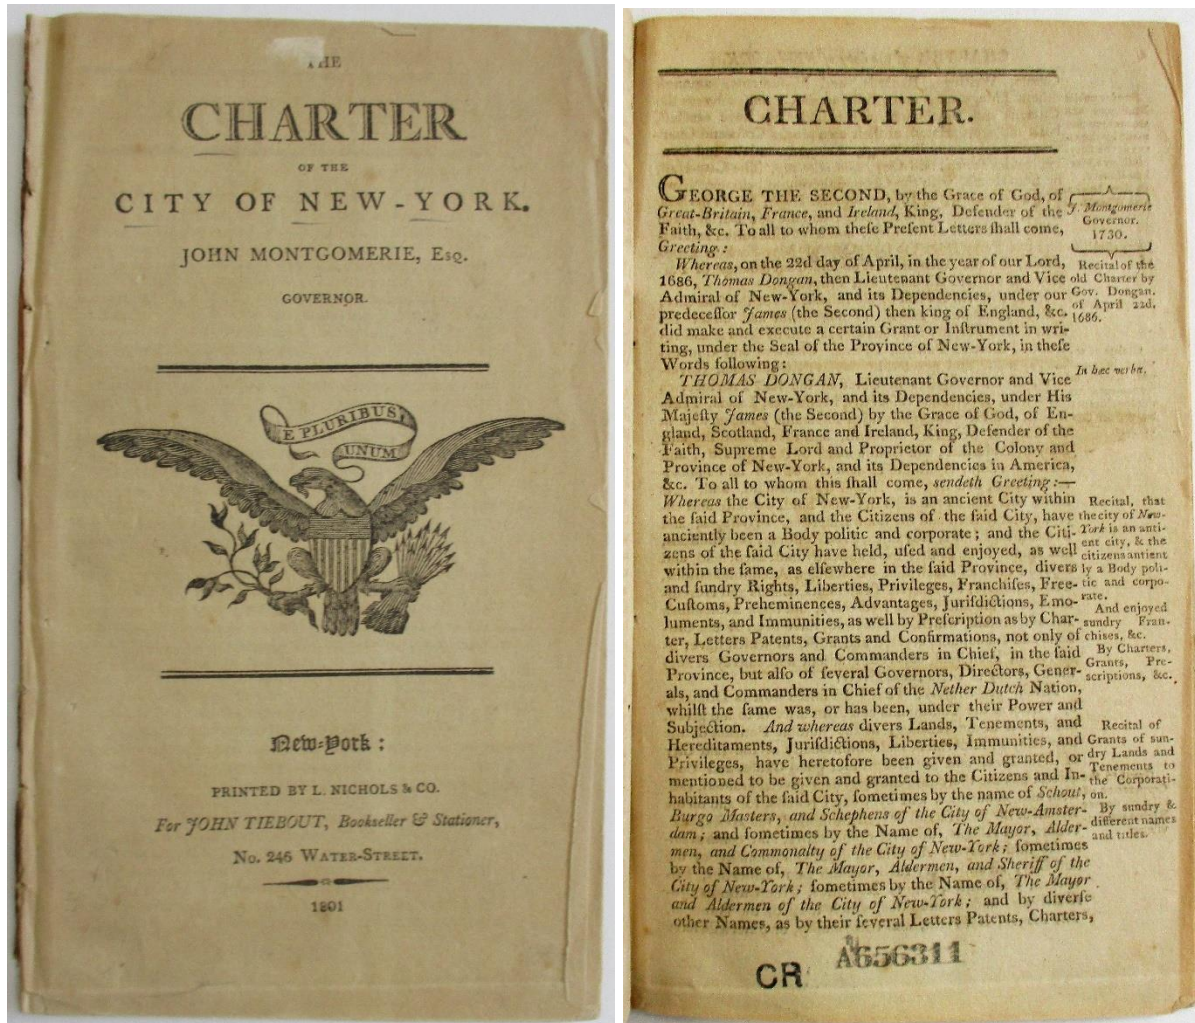 THE
CHARTER
OF THE
CITY OF NEW-YORK.
JOHN MONTGOMERIE, Esq.
GOVERNOR.
E PLURIBUS
UNUM
New-York:
PRINTED BY L. NICHOLS & CO.
For JOHN TIEBOUT, Bookseller & Stationer,
No. 246 Water-Street.
1801
CHARTER.
GEORGE THE SECOND, by the Grace of God, of
Great-Britain, France, and Ireland, King, Defender of the
Faith, &c. To all to whom theſe Preſent Letters ſhall come,
Greeting:
Whereas, on the 22d day of April, in the year of our Lord,
1686, Thomas Dongan, then Lieutenant Governor and Vice
Admiral of New-York, and its Dependencies, under our
predeceſſor James (the Second) then king of England, &c.
did make and execute a certain Grant or Inſtrument in wri-
ting, under the Seal of the Province of New-York, in theſe
Words following:
THOMAS DONGAN, Lieutenant Governor and Vice
Admiral of New-York, and its Dependencies, under His
Majeſty James (the Second) by the Grace of God, of En-
gland, Scotland, France and Ireland, King, Defender of the
Faith, Supreme Lord and Proprietor of the Colony and
Province of New-York, and its Dependencies in America,
&c. To all to whom this ſhall come, sendeth Greeting:—
Whereas the City of New-York, is an ancient City within
the ſaid Province, and the Citizens of the ſaid City, have
anciently been a Body politic and corporate; and the Citi-
zens of the ſaid City have held, uſed and enjoyed, as well
within the ſame, as elſewhere in the ſaid Province, divers
and ſundry Rights, Liberties, Privileges, Franchiſes, Free-
Cuſtoms, Preheminences, Advantages, Juriſdictions, Emo-
luments, and Immunities, as well by Preſcription as by Char-
ter, Letters Patents, Grants and Confirmations, not only of
divers Governors and Commanders in Chief, in the ſaid
Province, but alſo of ſeveral Governors, Directors, Gener-
als, and Commanders in Chief of the Nether Dutch Nation,
whilſt the ſame was, or has been, under their Power and
Subjection. And whereas divers Lands, Tenements, and
Hereditaments, Juriſdictions, Liberties, Immunities, and
Privileges, have heretofore been given and granted, or
mentioned to be given and granted to the Citizens and In-
habitants of the ſaid City, ſometimes by the name of Schout,
Burgo Masters, and Schephens of the City of New-Amster-
dam; and ſometimes by the Name of, The Mayor, Alder-
men, and Commonalty of the City of New-York; ſometimes
by the Name of, The Mayor, Aldermen, and Sheriff of the
City of New-York; ſometimes by the Name of, The Mayor
and Aldermen of the City of New-York; and by diverſe
other Names, as by their ſeveral Letters Patents, Charters,
J. Montgomerie
Governor.
1730.
Recital of the
old Charter by
Gov. Dongan.
of April 22d,
1686.
In hæc verba.
Recital, that
the city of New-
York is an anti-
ent city, & the
citizens antient
ly a Body poli-
tic and corpo-
rate.
And enjoyed
sundry Fran-
chises, &c.
By Charters,
Grants, Pre-
scriptions, &c.
Recital of
Grants of sun-
dry Lands and
Tenements to
the Corporati-
on.
By sundry &
different names
and titles.
A656311
CR